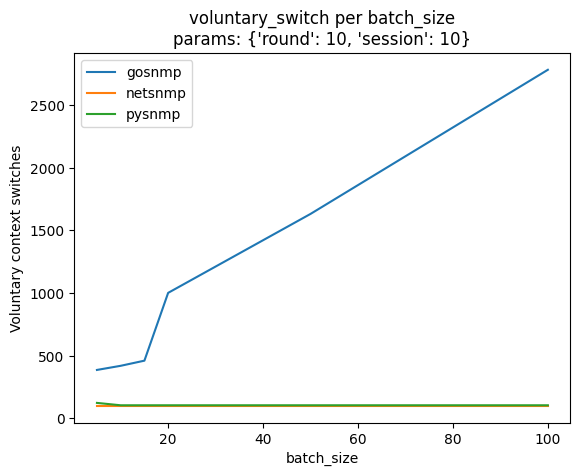 voluntary_switch per batch_size
params: {'round': 10, 'session': 10}
gosnmp
netsnmp
pysnmp
Voluntary context switches
2500
2000
1500
1000
500
0
20
40
60
80
100
batch_size